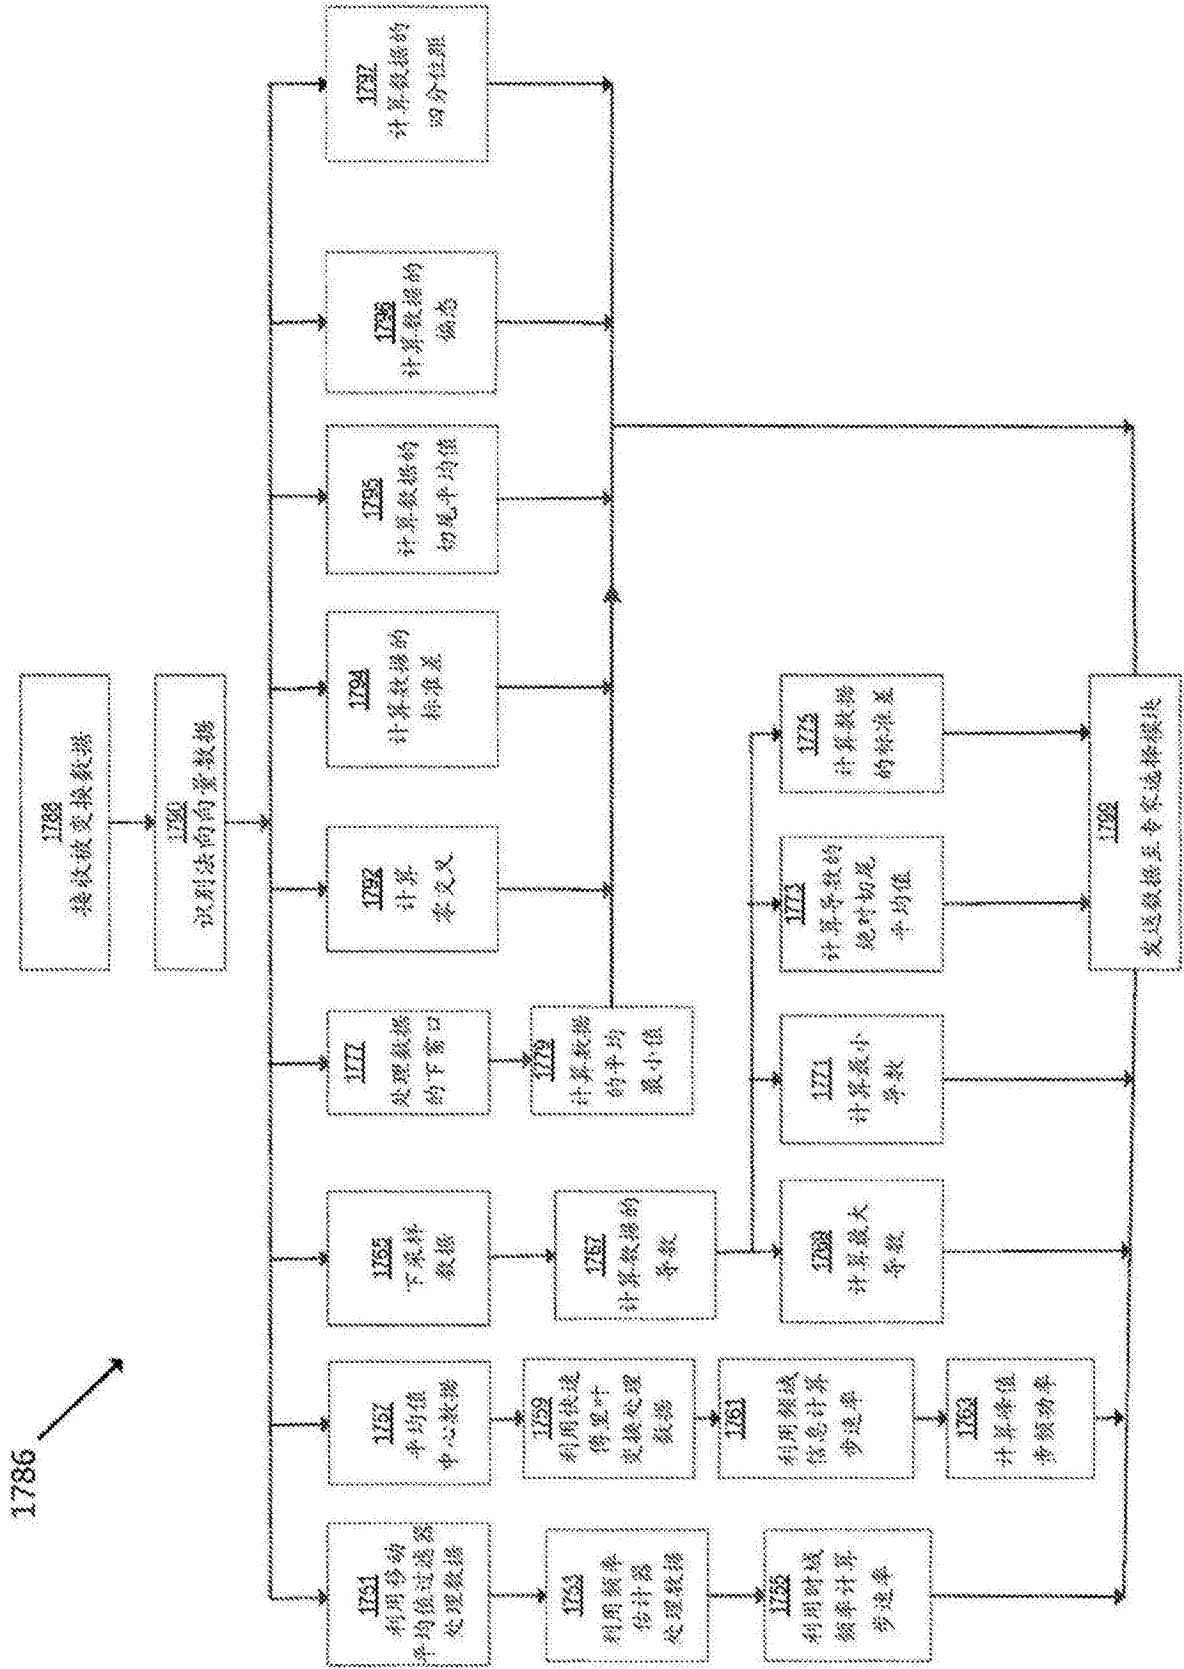 1786
1788
接收被变换数据
1790
识别法向向量数据
1751
利用移动
平均值过滤器
处理数据
1757
平均值
中心数据
1765
下采样
数据
1777
处理数据
的下窗口
1792
计算
零交义
1794
计算数据的
标准差
1795
计算数据的
切尾平均值
1796
计算数据的
偏态
1797
计算数据的
四分位距
1753
利用频率
估计器
处理数据
1759
利用快速
傅里叶
变换处理
数据
1767
计算数据的
导数
1779
计算数据
的平均
最小值
1755
利用时域
频率计算
步速率
1761
利用频域
信息计算
步速率
1769
计算最大
导数
1771
计算最小
导数
1773
计算导数的
绝对切尾
平均值
1775
计算数据
的标准差
1763
计算峰值
步频功率
1798
发送数据至专家选择模块